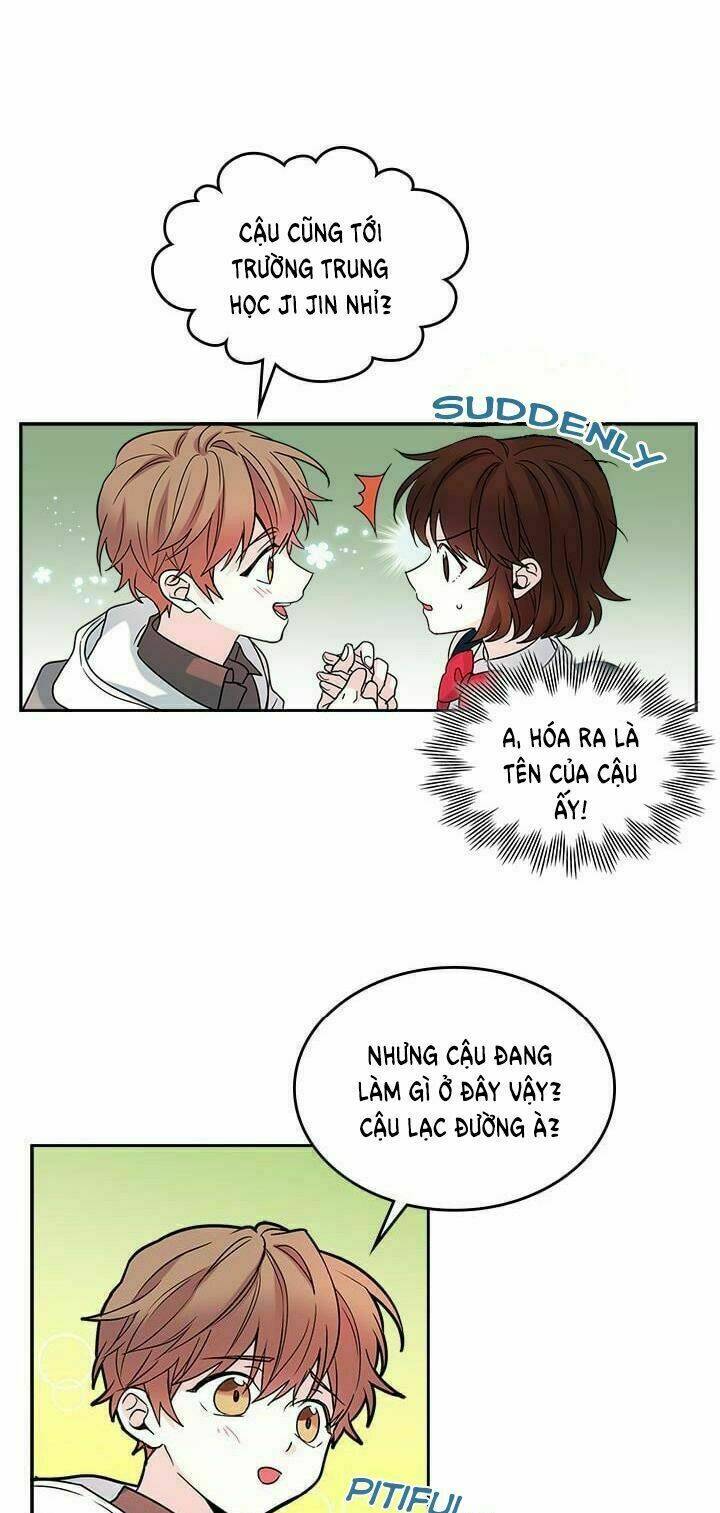 CẬU CŨNG TỚI
TRƯỜNG TRUNG
HỌC JI JIN NHỈ?
SUDDENLY
A, HÓA RA LÀ
TÊN CỦA CẬU
ẤY!
NHƯNG CẬU ĐANG
LÀM GÌ Ở ĐÂY VẬY?
CẬU LẠC ĐƯỜNG À?
PITIFUL